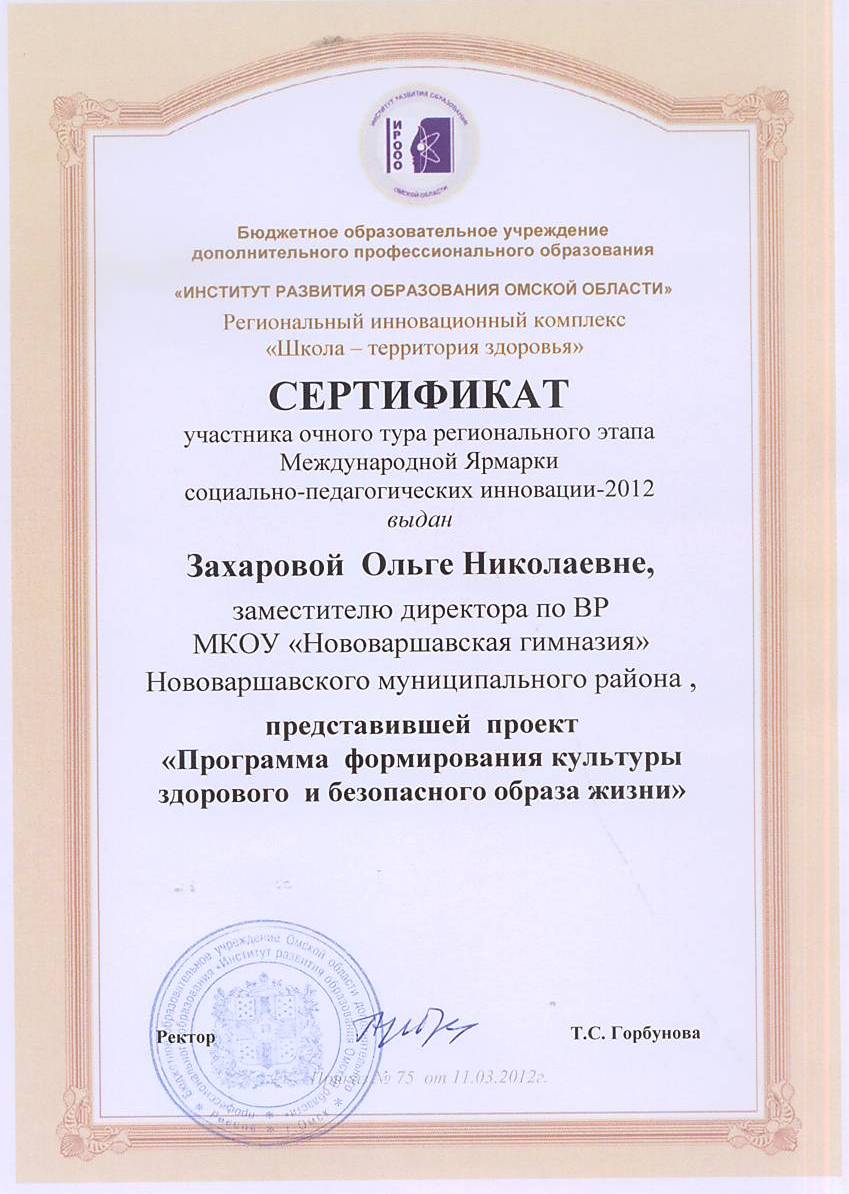 ИНСТИТУТ РАЗВИТИЯ ОБРАЗОВАНИЯ
ИРООО
ОМСКОЙ ОБЛАСТИ
Бюджетное образовательное учреждение
дополнительного профессионального образования
«ИНСТИТУТ РАЗВИТИЯ ОБРАЗОВАНИЯ ОМСКОЙ ОБЛАСТИ»
Региональный инновационный комплекс
«Школа – территория здоровья»
СЕРТИФИКАТ
участника очного тура регионального этапа
Международной Ярмарки
социально-педагогических инновации-2012
выдан
Захаровой Ольге Николаевне,
заместителю директора по ВР
МКОУ «Нововаршавская гимназия»
Нововаршавского муниципального района ,
представившей проект
«Программа формирования культуры
здорового и безопасного образа жизни»
Бюджетное образовательное учреждение Омской области дополнительного
профессионального образования «Институт развития образования Омской области»
г. Омск
Ректор
Т.С. Горбунова
Приказ № 75 от 11.03.2012г.